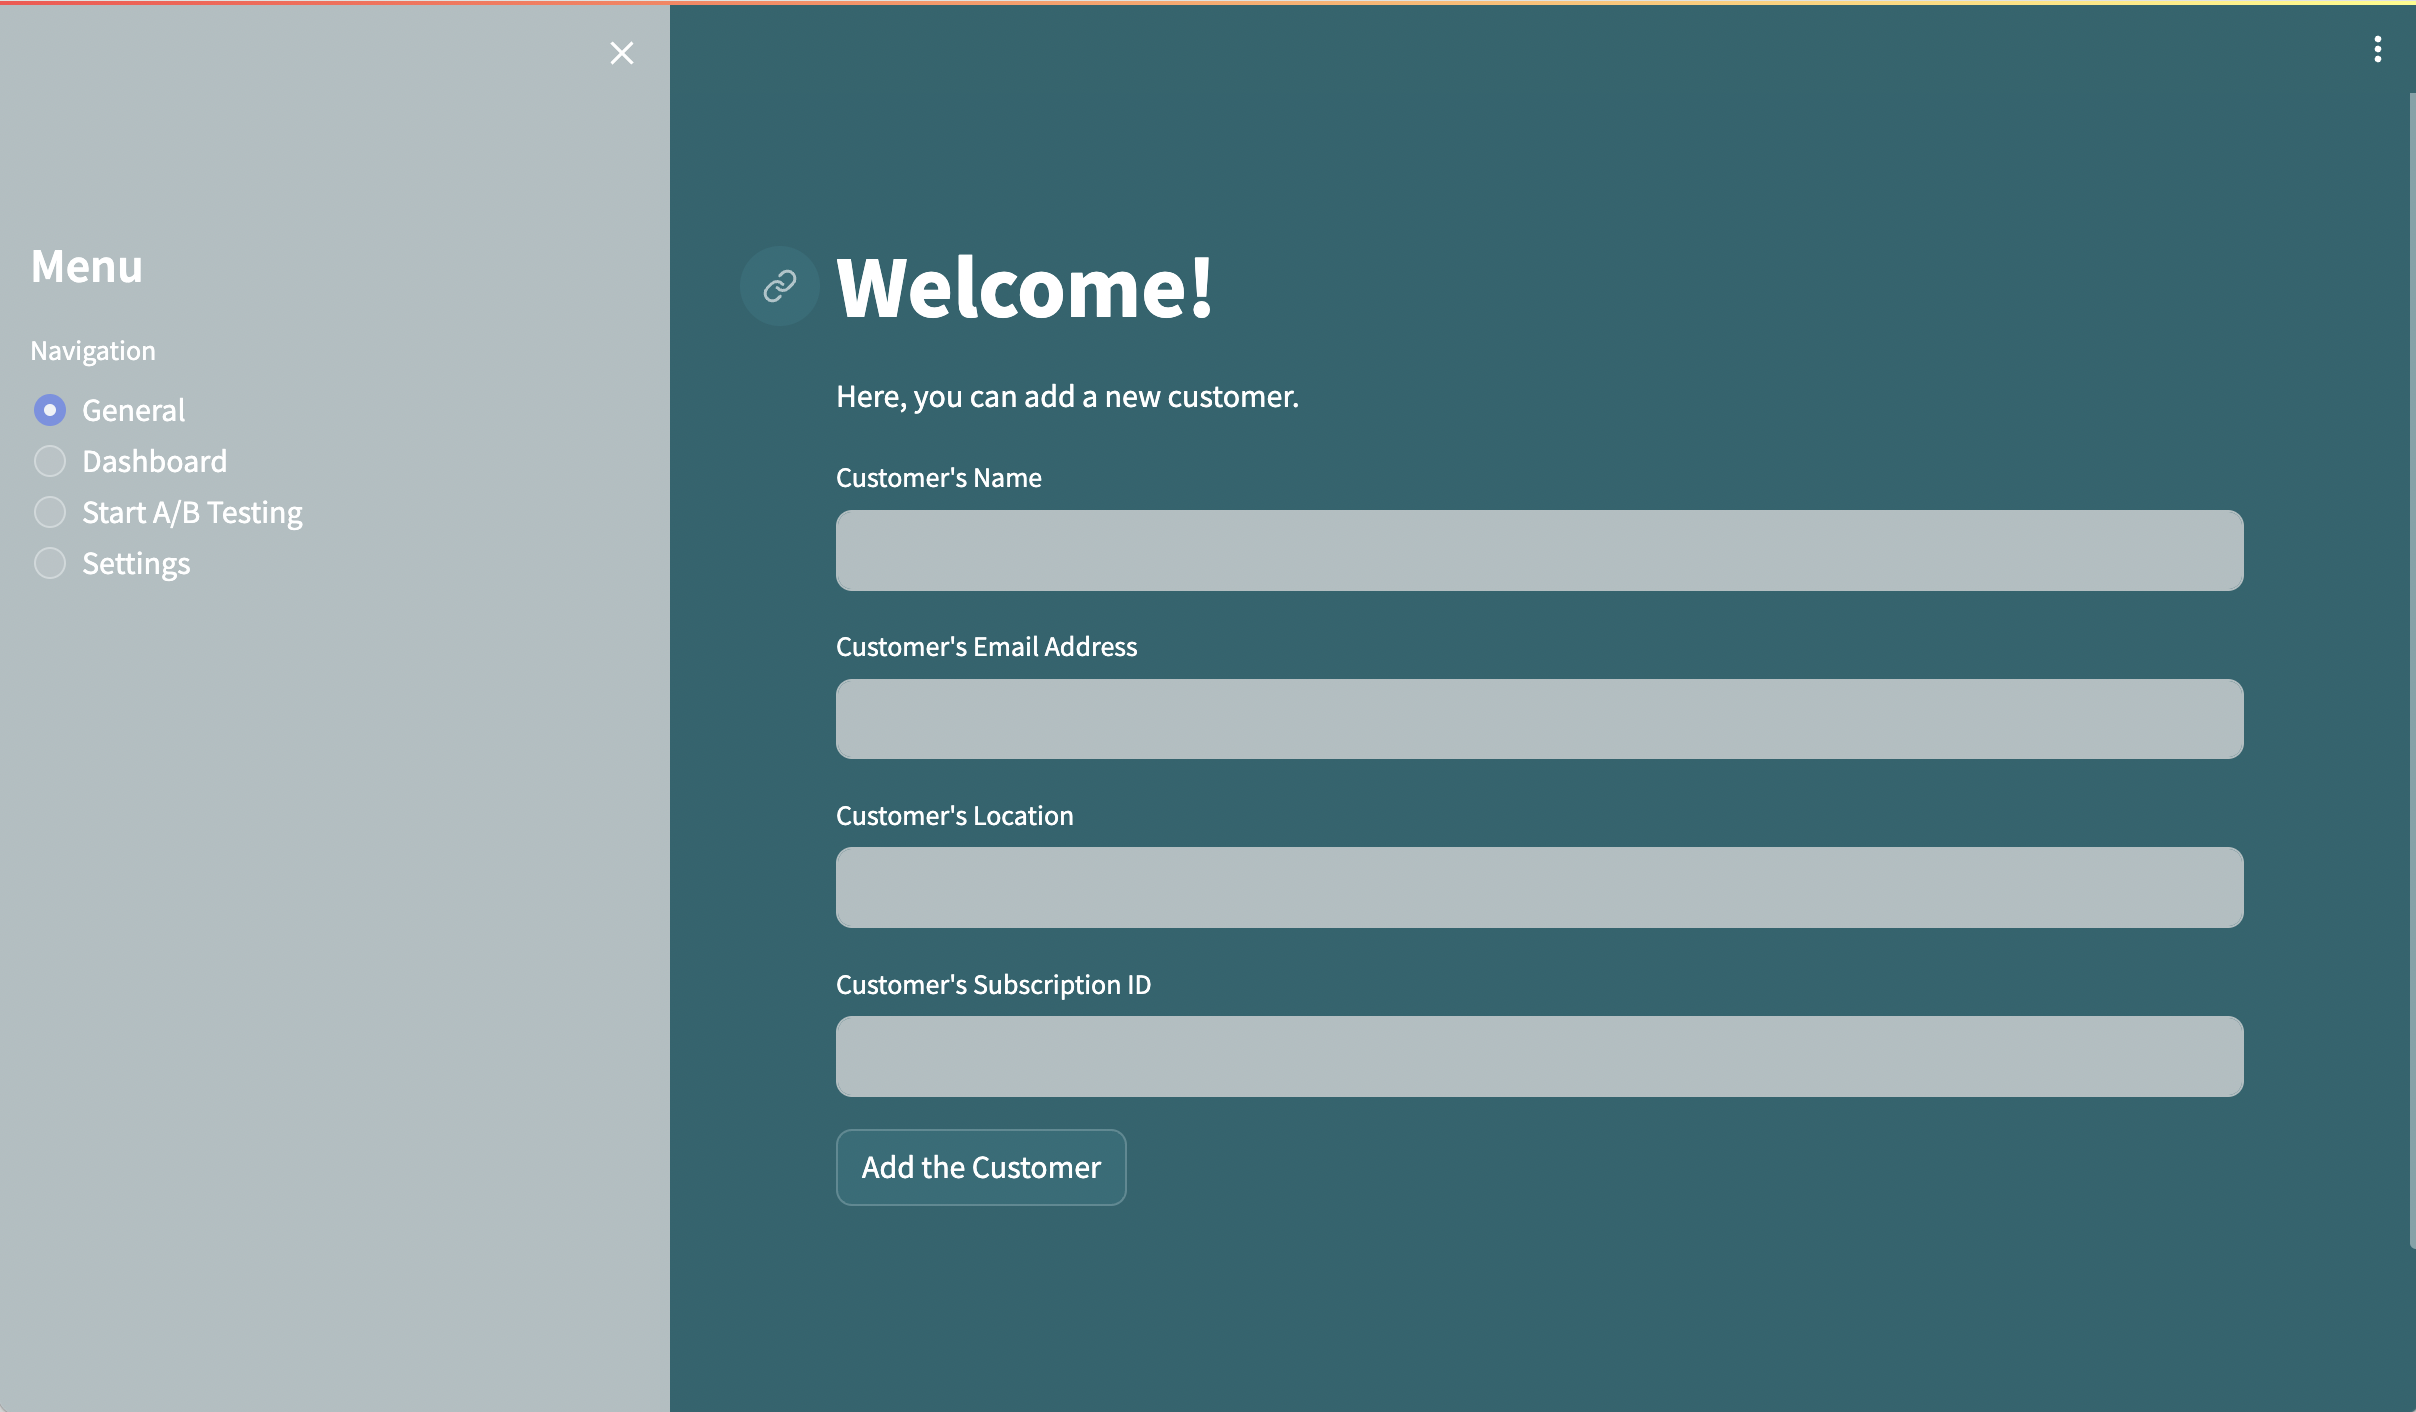 Menu
Navigation
General
Dashboard
Start A/B Testing
Settings
Welcome!
Here, you can add a new customer.
Customer's Name
Customer's Email Address
Customer's Location
Customer's Subscription ID
Add the Customer